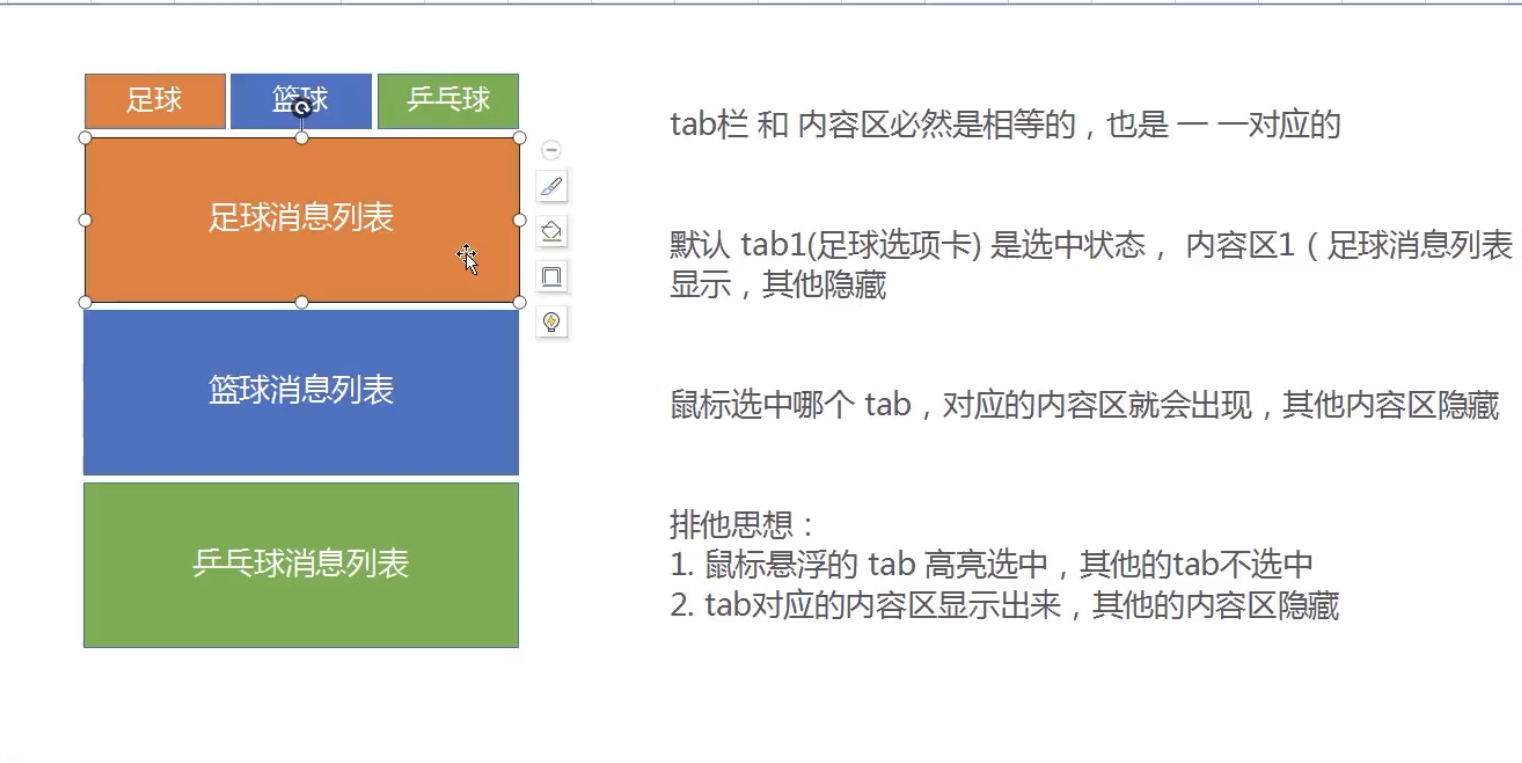 足球
篮球
乒乓球
足球消息列表
篮球消息列表
乒乓球消息列表
tab栏 和 内容区必然是相等的，也是 一 一对应的
默认 tab1(足球选项卡) 是选中状态， 内容区1（足球消息列表
显示，其他隐藏
鼠标选中哪个 tab，对应的内容区就会出现，其他内容区隐藏
排他思想：
1. 鼠标悬浮的 tab 高亮选中，其他的tab不选中
2. tab对应的内容区显示出来，其他的内容区隐藏